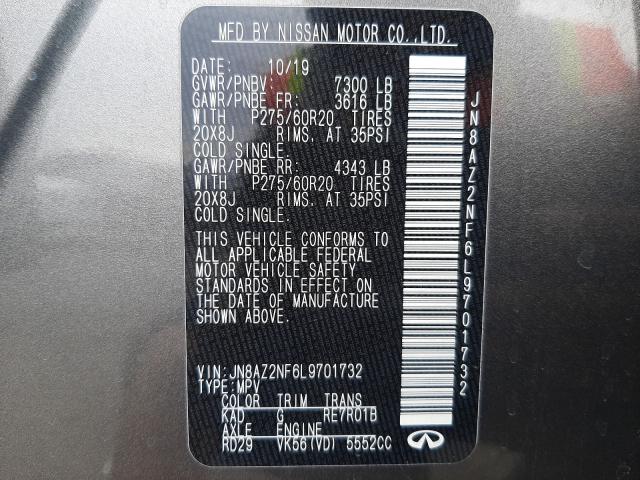 MFD BY NISSAN MOTOR CO.,LTD.
DATE: 10/19
GVWR/PNBV: 7300 LB
GAWR/PNBE FR: 3616 LB
WITH P275/60R20 TIRES
20X8J RIMS, AT 35PSI
COLD SINGLE.
GAWR/PNBE RR: 4343 LB
WITH P275/60R20 TIRES
20X8J RIMS, AT 35PSI
COLD SINGLE.
THIS VEHICLE CONFORMS TO
ALL APPLICABLE FEDERAL
MOTOR VEHICLE SAFETY
STANDARDS IN EFFECT ON
THE DATE OF MANUFACTURE
SHOWN ABOVE.
VIN:JN8AZ2NF6L9701732
TYPE:MPV
COLOR TRIM TRANS
KAD G RE7R01B
AXLE ENGINE
RD29 VK56(VD) 5552CC
JN8AZ2NF6L9701732